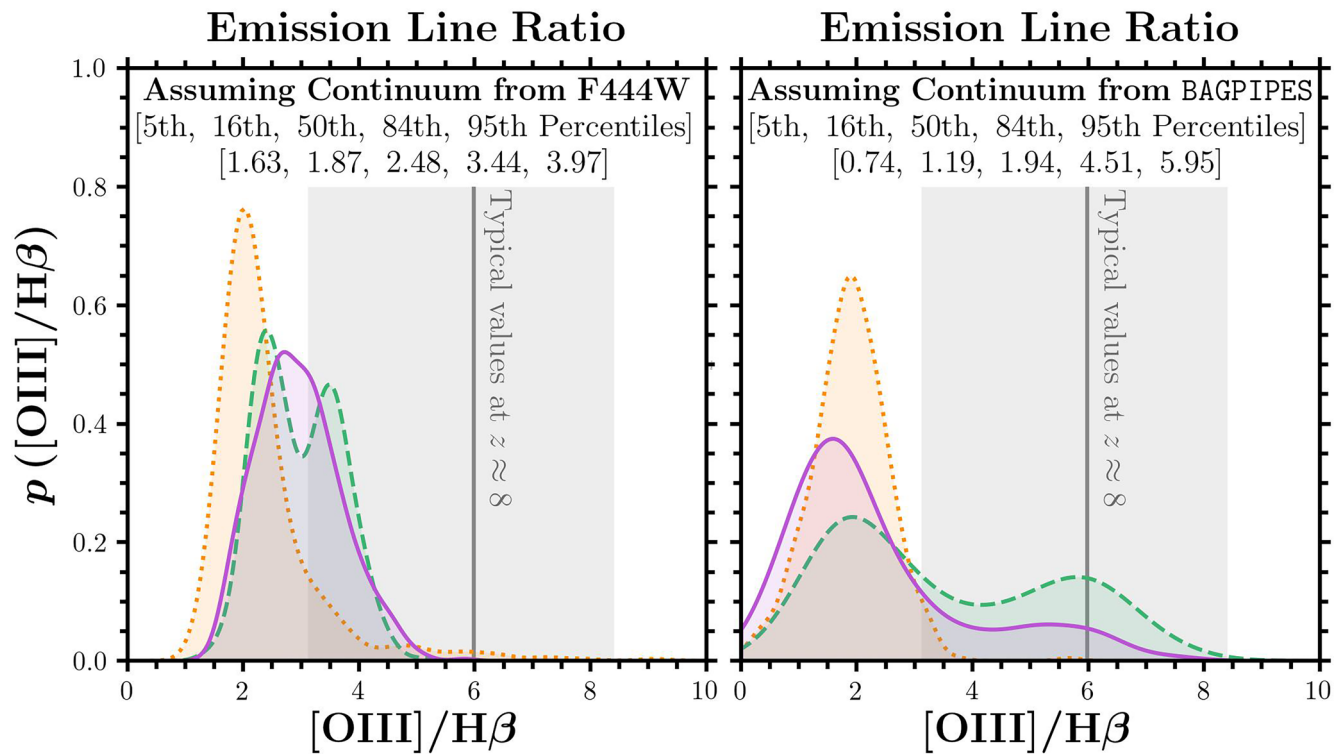 Emission Line Ratio
Assuming Continuum from F444W
[5th, 16th, 50th, 84th, 95th Percentiles]
[1.63, 1.87, 2.48, 3.44, 3.97]
Typical values at z ≈ 8
p ([OIII]/Hβ)
1.0
0.8
0.6
0.4
0.2
0.0
0 2 4 6 8 10
[OIII]/Hβ
Emission Line Ratio
Assuming Continuum from BAGPIPES
[5th, 16th, 50th, 84th, 95th Percentiles]
[0.74, 1.19, 1.94, 4.51, 5.95]
Typical values at z ≈ 8
0 2 4 6 8 10
[OIII]/Hβ